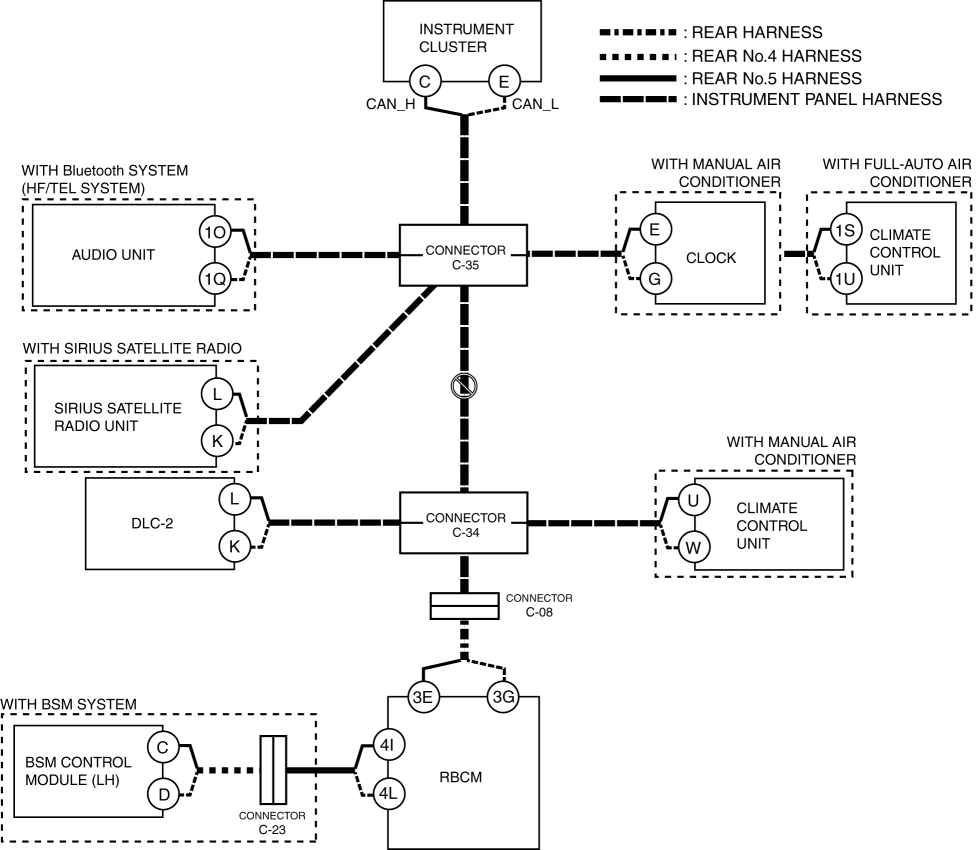 INSTRUMENT
CLUSTER
C
E
CAN_H
CAN_L
: REAR HARNESS
: REAR No.4 HARNESS
: REAR No.5 HARNESS
: INSTRUMENT PANEL HARNESS
WITH Bluetooth SYSTEM
(HF/TEL SYSTEM)
AUDIO UNIT
1O
1Q
CONNECTOR
C-35
WITH MANUAL AIR
CONDITIONER
E
G
CLOCK
WITH FULL-AUTO AIR
CONDITIONER
1S
1U
CLIMATE
CONTROL
UNIT
WITH SIRIUS SATELLITE RADIO
SIRIUS SATELLITE
RADIO UNIT
L
K
DLC-2
L
K
CONNECTOR
C-34
WITH MANUAL AIR
CONDITIONER
U
W
CLIMATE
CONTROL
UNIT
CONNECTOR
C-08
3E
3G
4I
4L
RBCM
WITH BSM SYSTEM
BSM CONTROL
MODULE (LH)
C
D
CONNECTOR
C-23